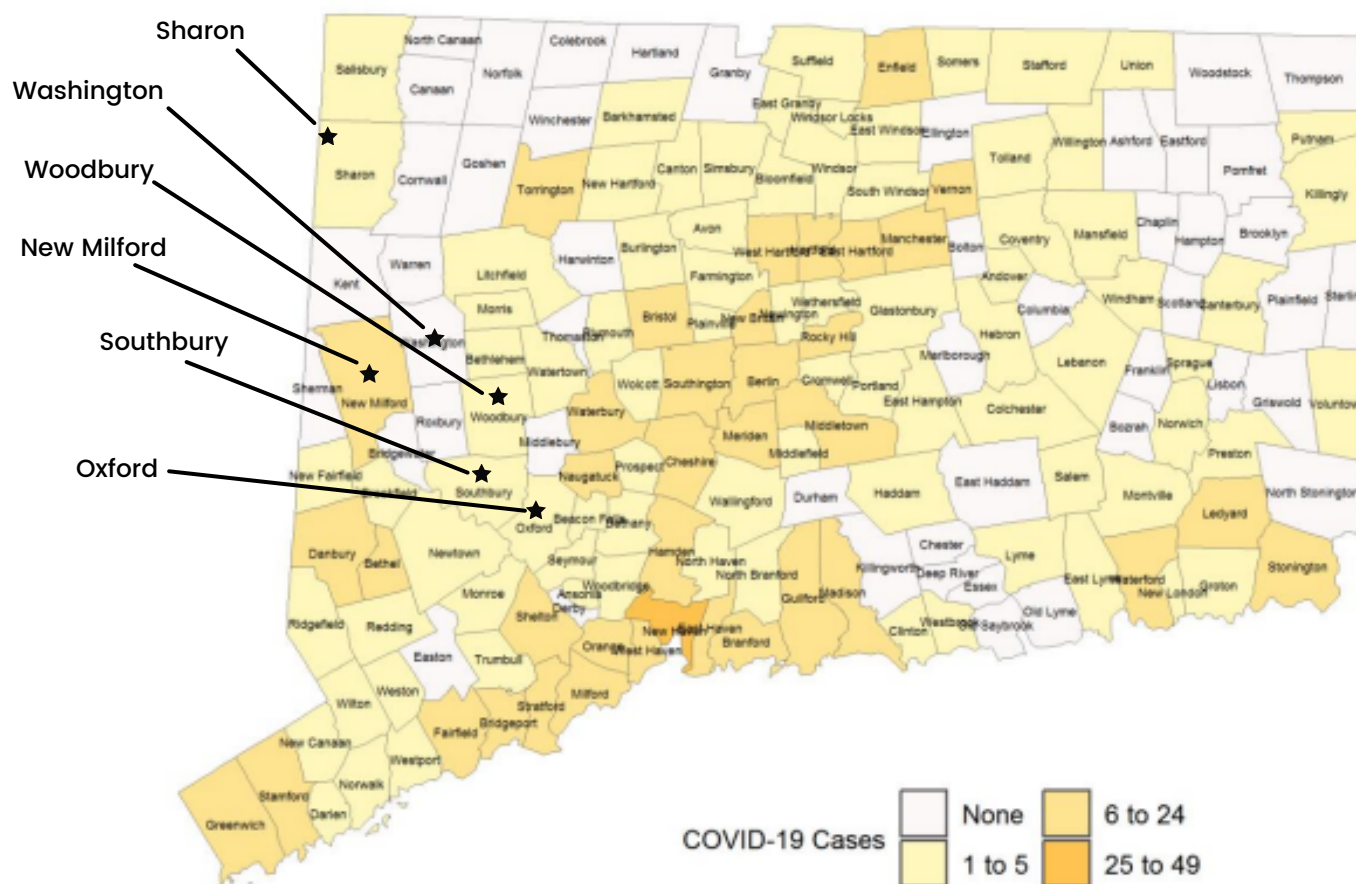 Sharon
Washington
Woodbury
New Milford
Southbury
Oxford
North Canaan
Colebrook
Hartland
Salisbury
Canaan
Norfolk
Granby
Suffield
Enfield
Somers
Stafford
Union
Woodstock
Thompson
Winchester
Barkhamsted
East Granby
Windsor Locks
East Windsor
Ellington
Willington
Ashford
Eastford
Putnam
Sharon
Cornwall
Goshen
Torrington
New Hartford
Canton
Simsbury
Bloomfield
Windsor
South Windsor
Vernon
Tolland
Pomfret
Killingly
Kent
Warren
Litchfield
Harwinton
Burlington
Avon
West Hartford
East Hartford
Manchester
Bolton
Coventry
Mansfield
Chaplin
Hampton
Brooklyn
Farmington
Andover
Morris
Plymouth
Bristol
Plainville
New Britain
Newington
Wethersfield
Glastonbury
Hebron
Columbia
Windham
Scotland
Canterbury
Plainfield
Washington
Bethlehem
Watertown
Rocky Hill
Marlborough
Lebanon
Franklin
Sprague
Lisbon
Griswold
Sherman
New Milford
Roxbury
Woodbury
Wolcott
Southington
Berlin
Cromwell
Portland
East Hampton
Colchester
Bozrah
Norwich
Waterbury
Middlebury
Meriden
Middletown
Middlefield
Preston
Bridgewater
New Fairfield
Southbury
Naugatuck
Prospect
Cheshire
Wallingford
Durham
Haddam
East Haddam
Salem
Montville
Ledyard
North Stonington
Oxford
Beacon Falls
Bethany
Danbury
Bethel
Newtown
Seymour
Hamden
North Haven
North Branford
Guilford
Madison
Killingworth
Chester
Deep River
Essex
Lyme
East Lyme
Waterford
New London
Groton
Stonington
Monroe
Woodbridge
Ansonia
Derby
Shelton
Ridgefield
Redding
Easton
Trumbull
Orange
New Haven
East Haven
West Haven
Branford
Clinton
Westbrook
Old Saybrook
Old Lyme
Wilton
Weston
Fairfield
Bridgeport
Stratford
Milford
New Canaan
Westport
Norwalk
Darien
Stamford
Greenwich
COVID-19 Cases
None
6 to 24
1 to 5
25 to 49